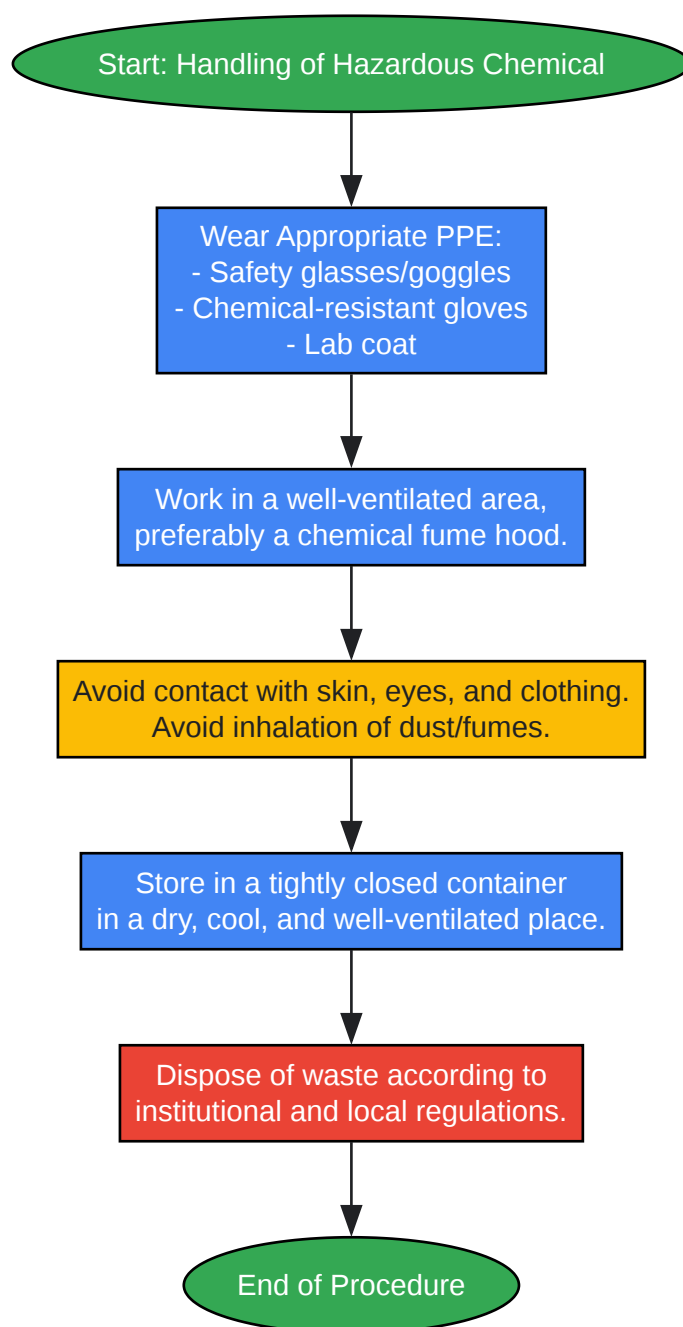 Start: Handling of Hazardous Chemical
Wear Appropriate PPE:
- Safety glasses/goggles
- Chemical-resistant gloves
- Lab coat
Work in a well-ventilated area,
preferably a chemical fume hood.
Avoid contact with skin, eyes, and clothing.
Avoid inhalation of dust/fumes.
Store in a tightly closed container
in a dry, cool, and well-ventilated place.
Dispose of waste according to
institutional and local regulations.
End of Procedure